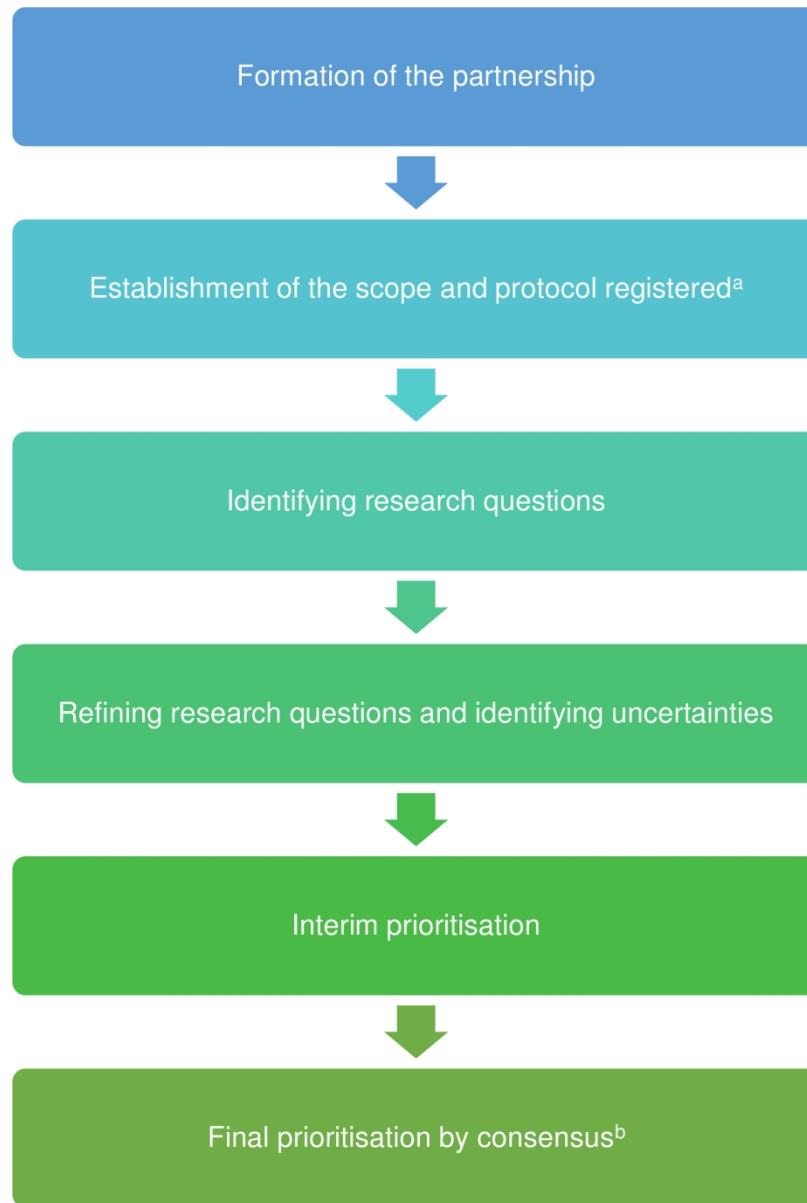 Formation of the partnership
Establishment of the scope and protocol registeredᵃ
Identifying research questions
Refining research questions and identifying uncertainties
Interim prioritisation
Final prioritisation by consensusᵇ